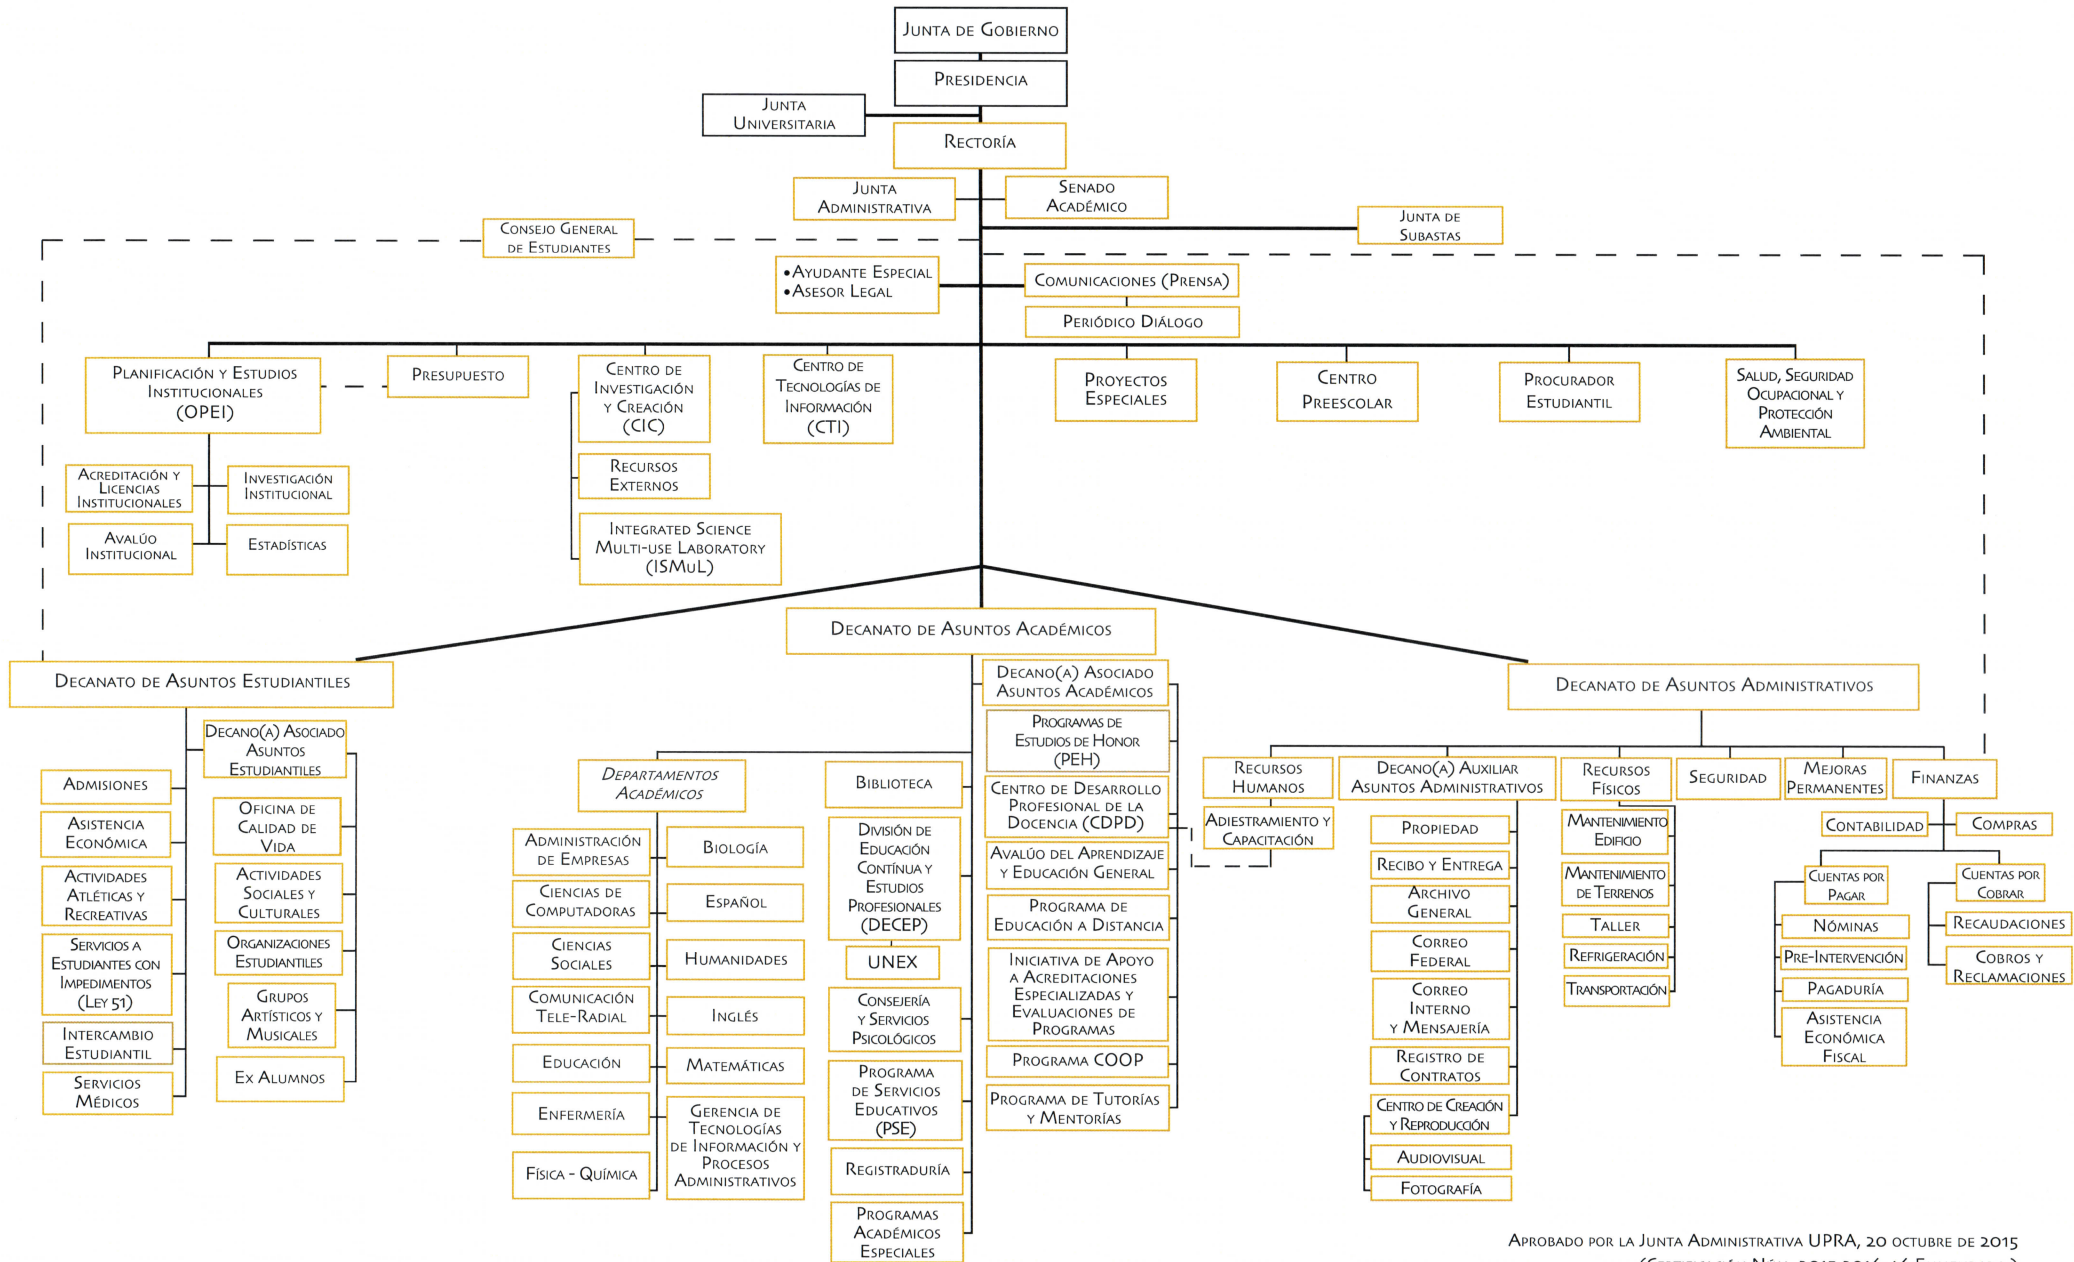 Junta de Gobierno
Presidencia
Junta
Universitaria
Rectoría
Junta
Administrativa
Senado
Académico
Consejo General
de Estudiantes
Junta de
Subastas
•Ayudante Especial
•Asesor Legal
Comunicaciones (Prensa)
Periódico Diálogo
Planificación y Estudios
Institucionales
(OPEI)
Presupuesto
Centro de
Investigación
y Creación
(CIC)
Centro de
Tecnologías de
Información
(CTI)
Proyectos
Especiales
Centro
Preescolar
Procurador
Estudiantil
Salud, Seguridad
Ocupacional y
Protección
Ambiental
Acreditación y
Licencias
Institucionales
Investigación
Institucional
Avalúo
Institucional
Estadísticas
Recursos
Externos
Integrated Science
Multi-use Laboratory
(ISMuL)
Decanato de Asuntos Estudiantiles
Decanato de Asuntos Académicos
Decanato de Asuntos Administrativos
Decano(a) Asociado
Asuntos
Estudiantiles
Admisiones
Asistencia
Económica
Actividades
Atléticas y
Recreativas
Servicios a
Estudiantes con
Impedimentos
(Ley 51)
Intercambio
Estudiantil
Servicios
Médicos
Oficina de
Calidad de
Vida
Actividades
Sociales y
Culturales
Organizaciones
Estudiantiles
Grupos
Artísticos y
Musicales
Ex Alumnos
Departamentos
Académicos
Administración
de Empresas
Biología
Ciencias de
Computadoras
Español
Ciencias
Sociales
Humanidades
Comunicación
Tele-Radial
Inglés
Educación
Matemáticas
Enfermería
Gerencia de
Tecnologías
de Información y
Procesos
Administrativos
Física - Química
Biblioteca
División de
Educación
Contínua y
Estudios
Profesionales
(DECEP)
UNEX
Consejería
y Servicios
Psicológicos
Programa
de Servicios
Educativos
(PSE)
Registraduría
Programas
Académicos
Especiales
Decano(a) Asociado
Asuntos Académicos
Programas de
Estudios de Honor
(PEH)
Centro de Desarrollo
Profesional de la
Docencia (CDPD)
Avalúo del Aprendizaje
y Educación General
Programa de
Educación a Distancia
Iniciativa de Apoyo
a Acreditaciones
Especializadas y
Evaluaciones de
Programas
Programa COOP
Programa de Tutorías
y Mentorías
Recursos
Humanos
Adiestramiento y
Capacitación
Decano(a) Auxiliar
Asuntos Administrativos
Propiedad
Recibo y Entrega
Archivo
General
Correo
Federal
Correo
Interno
y Mensajería
Registro de
Contratos
Centro de Creación
y Reproducción
Audiovisual
Fotografía
Recursos
Físicos
Mantenimiento
Edificio
Mantenimiento
de Terrenos
Taller
Refrigeración
Transportación
Seguridad
Mejoras
Permanentes
Finanzas
Contabilidad
Compras
Cuentas por
Pagar
Nóminas
Pre-Intervención
Pagaduría
Asistencia
Económica
Fiscal
Cuentas por
Cobrar
Recaudaciones
Cobros y
Reclamaciones
Aprobado por la Junta Administrativa UPRA, 20 octubre de 2015